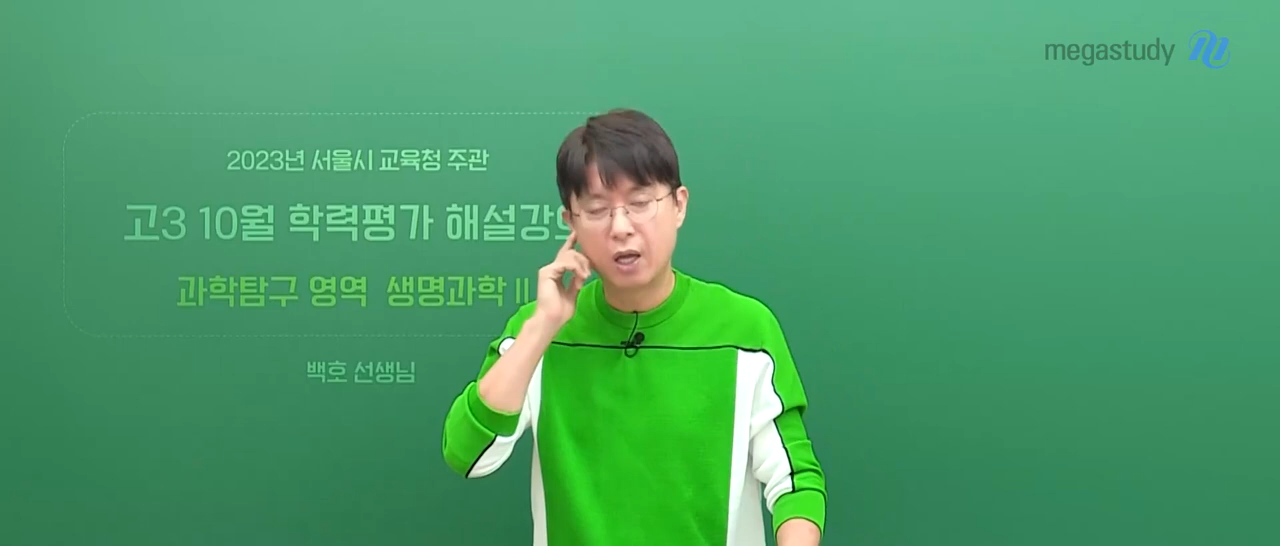 megastudy
2023년 서울시 교육청 주관
고3 10월 학력평가 해설강
과학탐구 영역 생명과학 II
백호 선생님